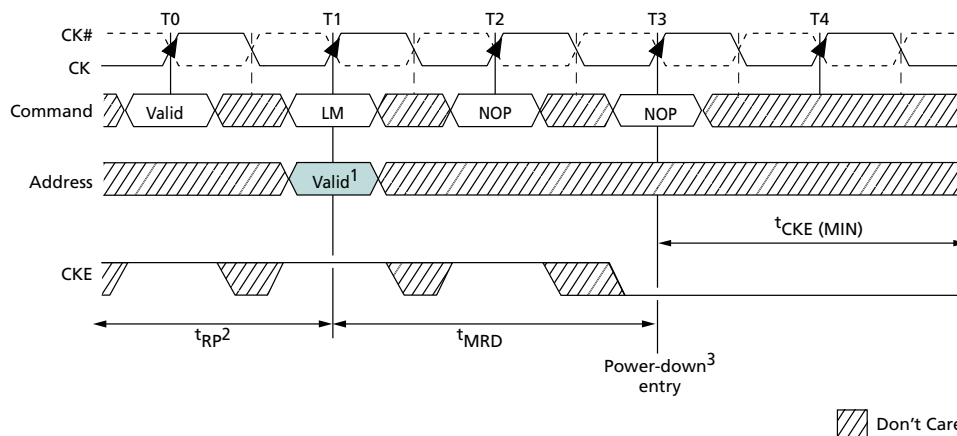 T0 T1 T2 T3 T4
CK#
CK
Command Valid LM NOP NOP
Address Valid1
tCKE (MIN)
CKE
tRP2 tMRD
Power-down3
entry
Don't Care